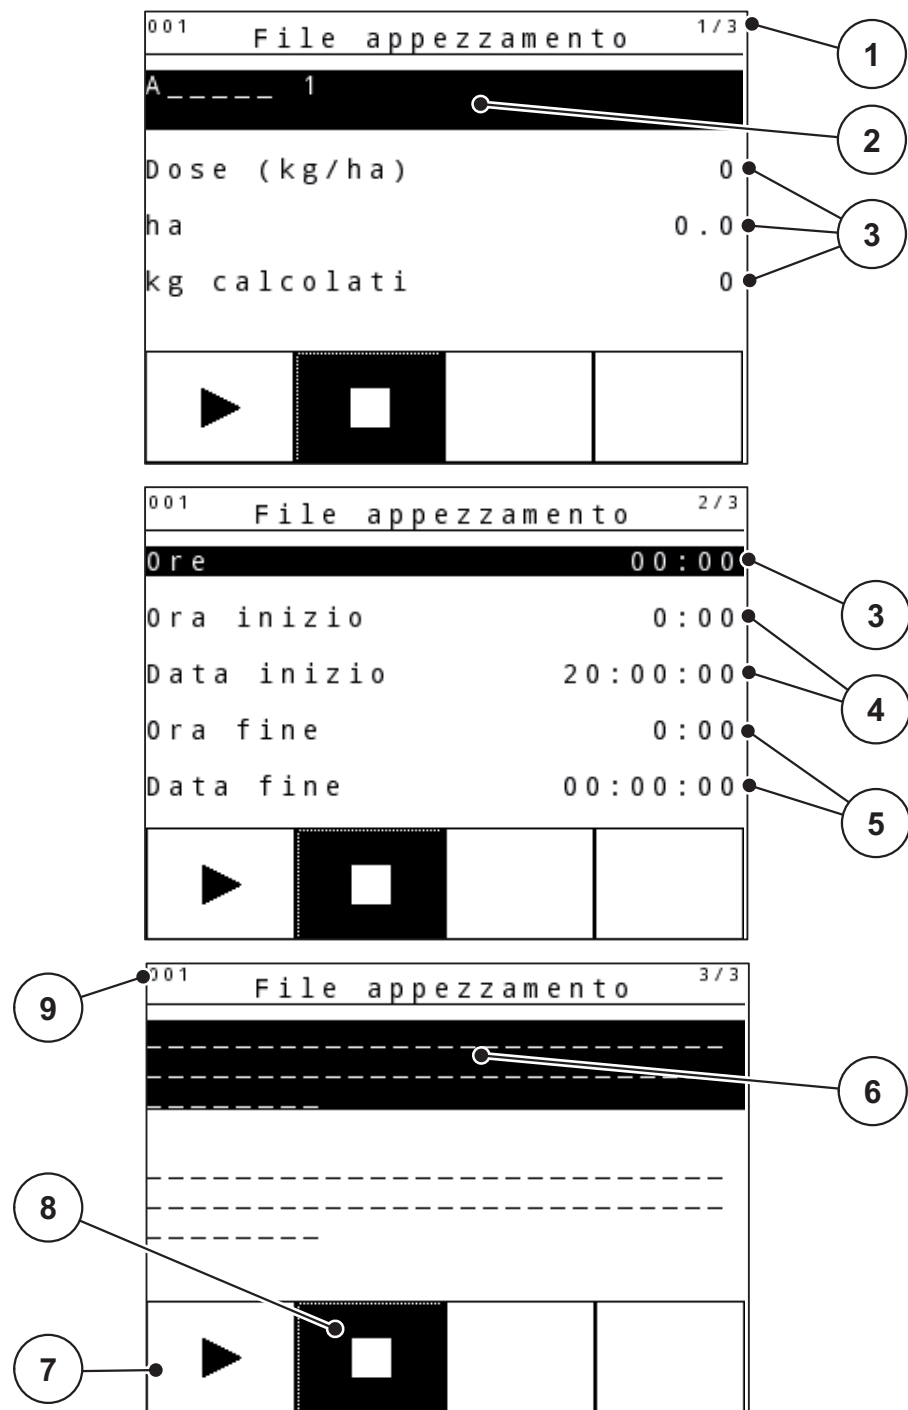 001 File appezzamento 1/3
1
A_____ 1
2
Dose (kg/ha) 0
ha 0.0
3
kg calcolati 0
001 File appezzamento 2/3
Ore 00:00
3
Ora inizio 0:00
Data inizio 20:00:00
4
Ora fine 0:00
Data fine 00:00:00
5
001 File appezzamento 3/3
9
6
8
7